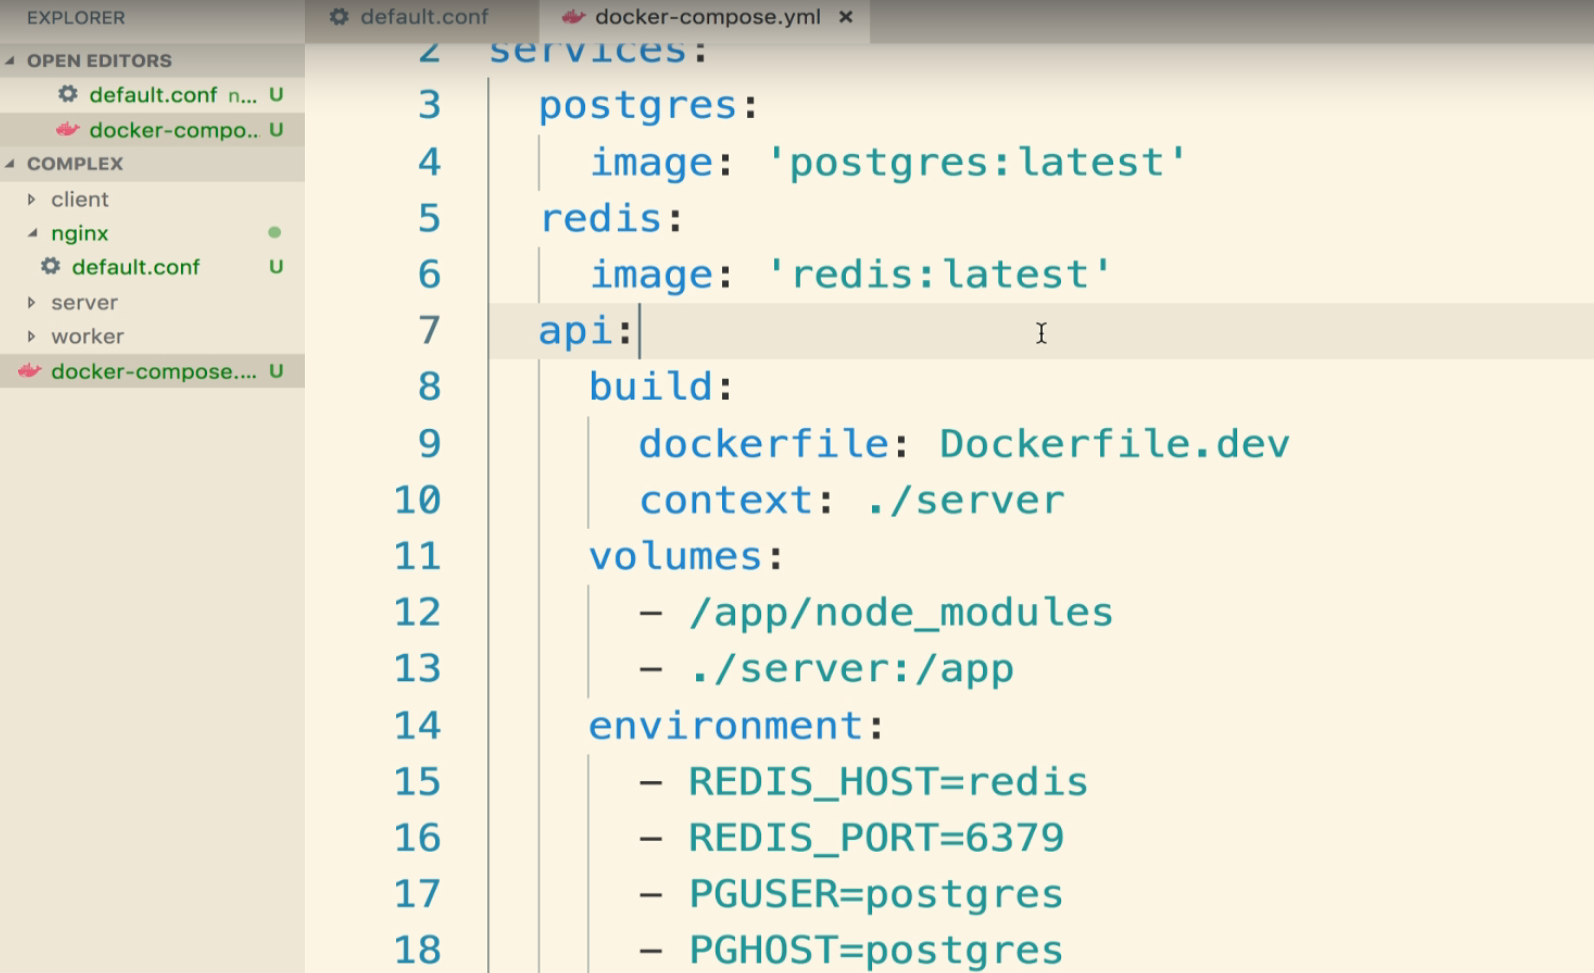 EXPLORER
OPEN EDITORS
default.conf n... U
docker-compo.. U
COMPLEX
client
nginx
default.conf U
server
worker
docker-compose.... U
default.conf
docker-compose.yml ×
2 services:
3 postgres:
4 image: 'postgres:latest'
5 redis:
6 image: 'redis:latest'
7 api:
8 build:
9 dockerfile: Dockerfile.dev
10 context: ./server
11 volumes:
12 - /app/node_modules
13 - ./server:/app
14 environment:
15 - REDIS_HOST=redis
16 - REDIS_PORT=6379
17 - PGUSER=postgres
18 - PGHOST=postgres